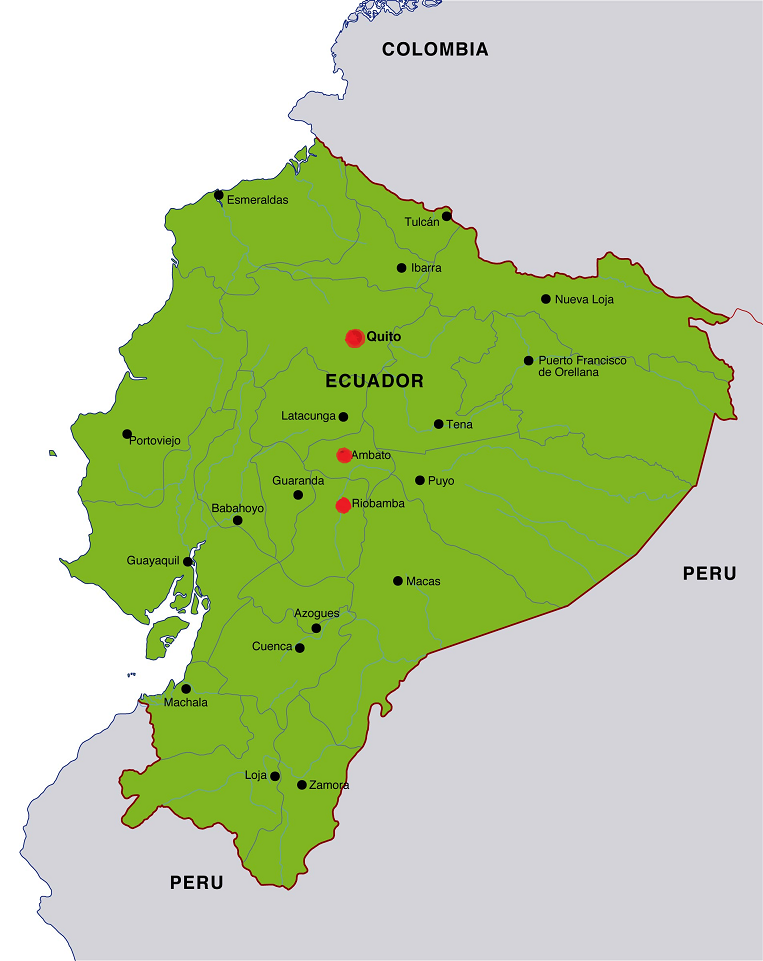 COLOMBIA
Esmeraldas
Tulcán
Ibarra
Nueva Loja
Quito
Puerto Francisco
de Orellana
ECUADOR
Latacunga
Tena
Portoviejo
Ambato
Guaranda
Puyo
Riobamba
Babahoyo
Guayaquil
PERU
Macas
Azogues
Cuenca
Machala
Loja
Zamora
PERU